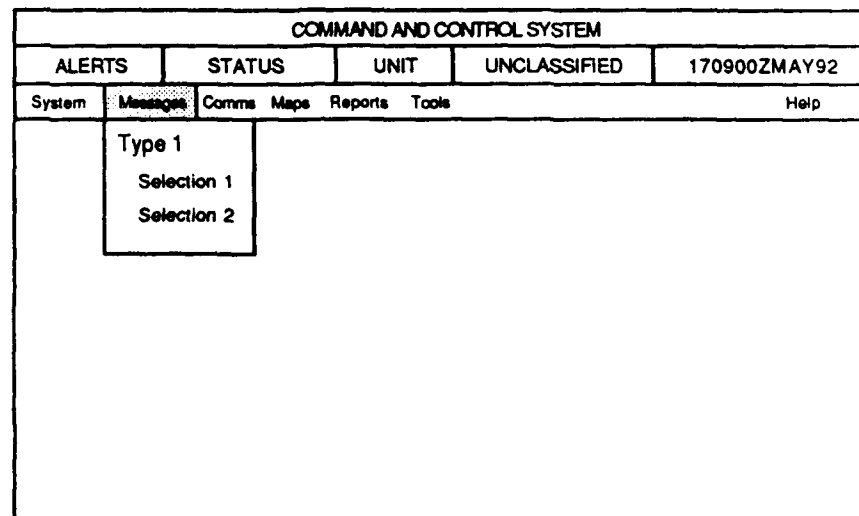 COMMAND AND CONTROL SYSTEM
ALERTS STATUS UNIT UNCLASSIFIED 170900ZMAY92
System Messages Comms Maps Reports Tools Help
Type 1
Selection 1
Selection 2